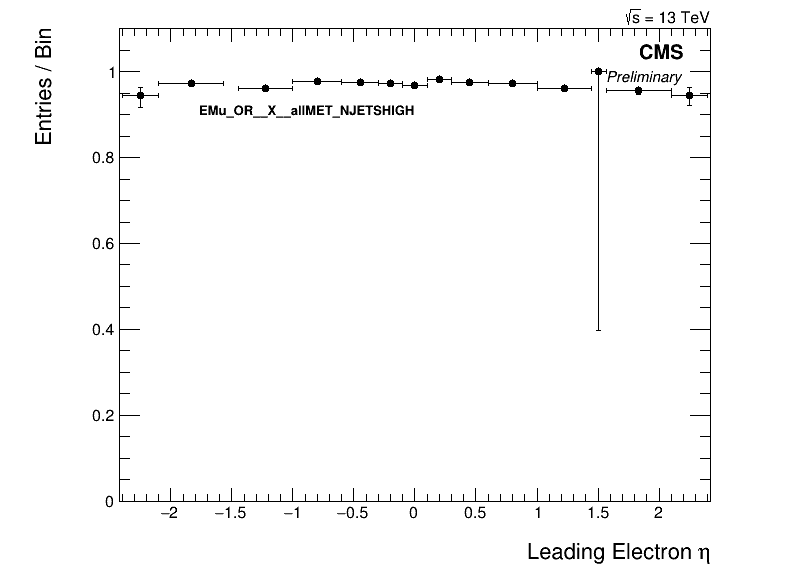 √s = 13 TeV
CMS
Preliminary
EMu_OR__X__allMET_NJETSHIGH
Entries / Bin
1
0.8
0.6
0.4
0.2
0
−2 −1.5 −1 −0.5 0 0.5 1 1.5 2
Leading Electron η